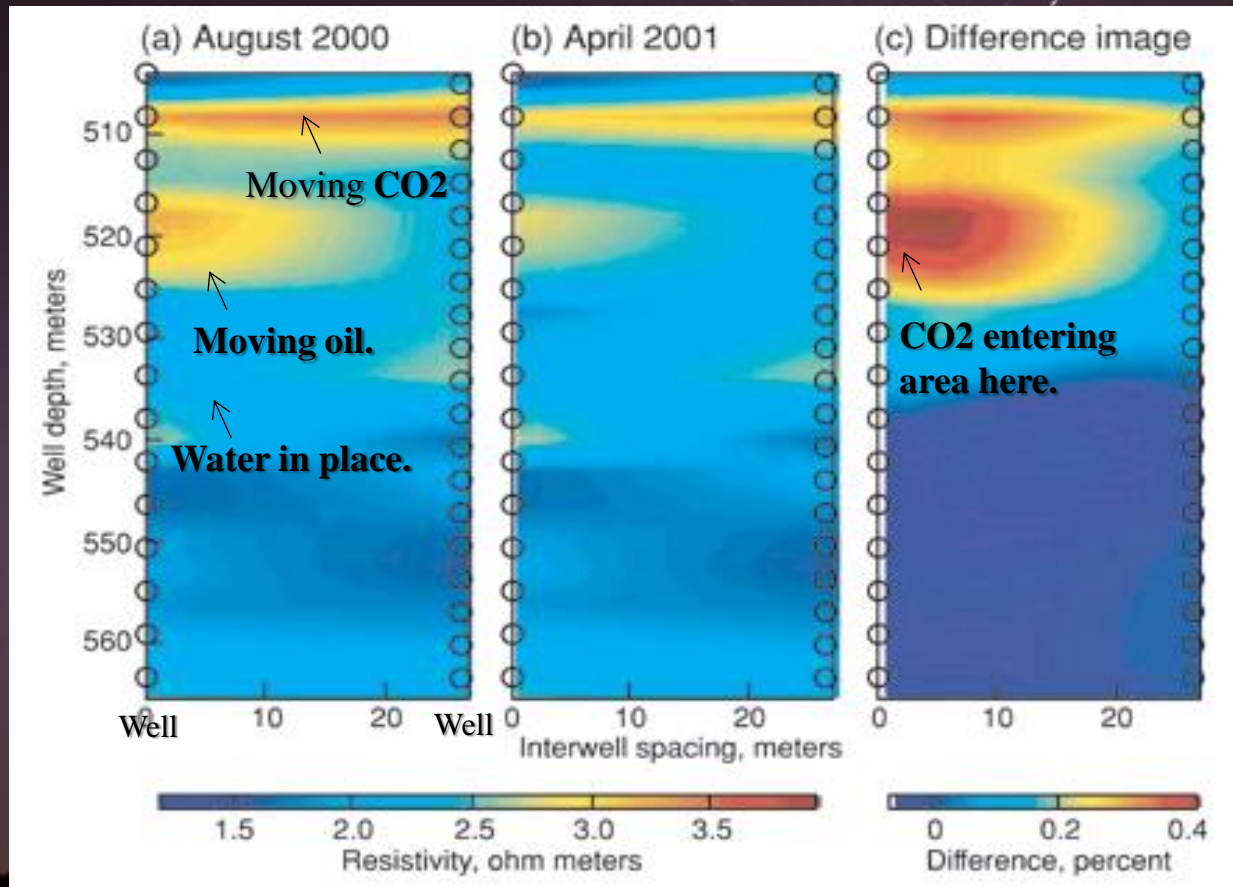 (a) August 2000
(b) April 2001
(c) Difference image
Well depth, meters
510
520
530
540
550
560
Moving CO2
Moving oil.
Water in place.
CO2 entering
area here.
0 10 20
0 10 20
0 10 20
Well
Well
Interwell spacing, meters
1.5 2.0 2.5 3.0 3.5
Resistivity, ohm meters
0 0.2 0.4
Difference, percent